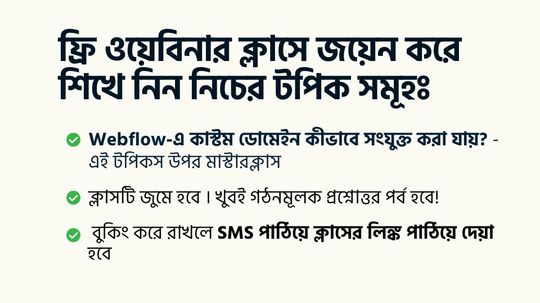 ফ্রি ওয়েবিনার ক্লাসে জয়েন করে
শিখে নিন নিচের টপিক সমূহঃ
Webflow-এ কাস্টম ডোমেইন কীভাবে সংযুক্ত করা যায়? -
এই টপিকস উপর মাস্টারক্লাস
ক্লাসটি জুমে হবে । খুবই গঠনমূলক প্রশ্নোত্তর পর্ব হবে!
বুকিং করে রাখলে SMS পাঠিয়ে ক্লাসের লিঙ্ক পাঠিয়ে দেয়া
হবে